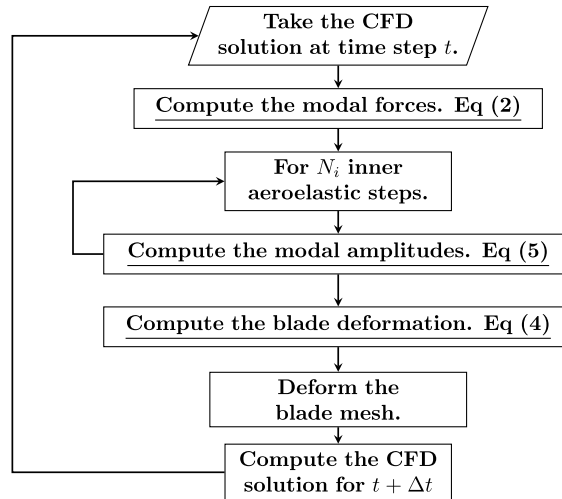 Take the CFD
solution at time step t.
Compute the modal forces. Eq (2)
For N_i inner
aeroelastic steps.
Compute the modal amplitudes. Eq (5)
Compute the blade deformation. Eq (4)
Deform the
blade mesh.
Compute the CFD
solution for t + Δt